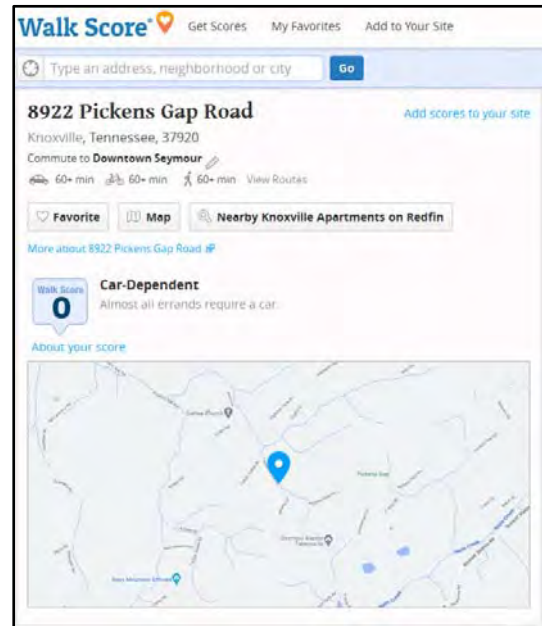 Walk Score® Get Scores My Favorites Add to Your Site
Type an address, neighborhood or city Go
8922 Pickens Gap Road Add scores to your site
Knoxville, Tennessee, 37920
Commute to Downtown Seymour
60+ min 60+ min 60+ min View Routes
Favorite Map Nearby Knoxville Apartments on Redfin
More about 8922 Pickens Gap Road
Walk Score
0
Car-Dependent
Almost all errands require a car.
About your score
Pickens Gap